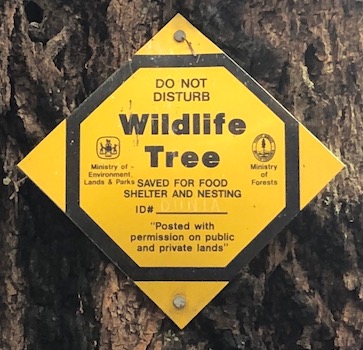 DO NOT
DISTURB
Wildlife
Tree
Ministry of
Environment,
Lands & Parks
Ministry
of
Forests
SAVED FOR FOOD
SHELTER AND NESTING
ID#
"Posted with
permission on public
and private lands"